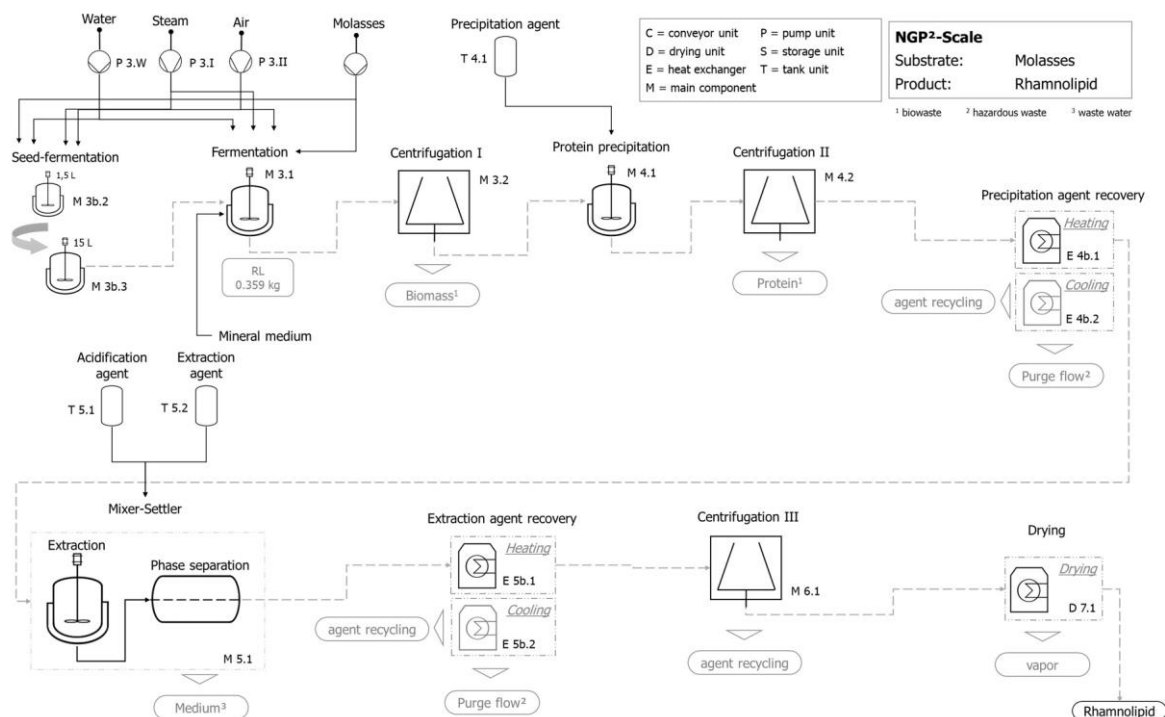 Water
Steam
Air
Molasses
Precipitation agent
P 3.W
P 3.I
P 3.II
T 4.1
C = conveyor unit P = pump unit
D = drying unit S = storage unit
E = heat exchanger T = tank unit
M = main component
NGP²-Scale
Substrate: Molasses
Product: Rhamnolipid
¹ biowaste ² hazardous waste ³ waste water
Seed-fermentation
1,5 L
M 3b.2
15 L
M 3b.3
Fermentation
M 3.1
RL
0.359 kg
Mineral medium
Centrifugation I
M 3.2
Biomass¹
Protein precipitation
M 4.1
Centrifugation II
M 4.2
Protein¹
Precipitation agent recovery
Heating
E 4b.1
Cooling
E 4b.2
agent recycling
Purge flow²
Acidification
agent
Extraction
agent
T 5.1
T 5.2
Mixer-Settler
Extraction
Phase separation
M 5.1
Medium³
Extraction agent recovery
Heating
E 5b.1
Cooling
E 5b.2
agent recycling
Purge flow²
Centrifugation III
M 6.1
agent recycling
Drying
Drying
D 7.1
vapor
Rhamnolipid